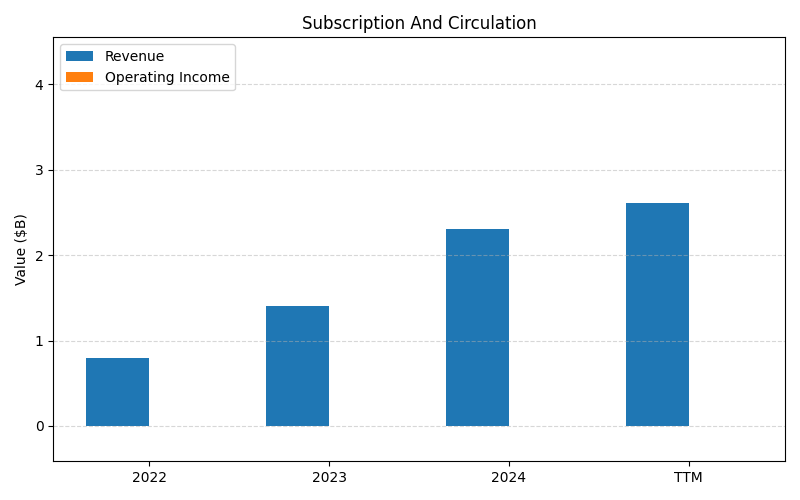 Subscription And Circulation
Revenue
Operating Income
Value ($B)
4
3
2
1
0
2022 2023 2024 TTM